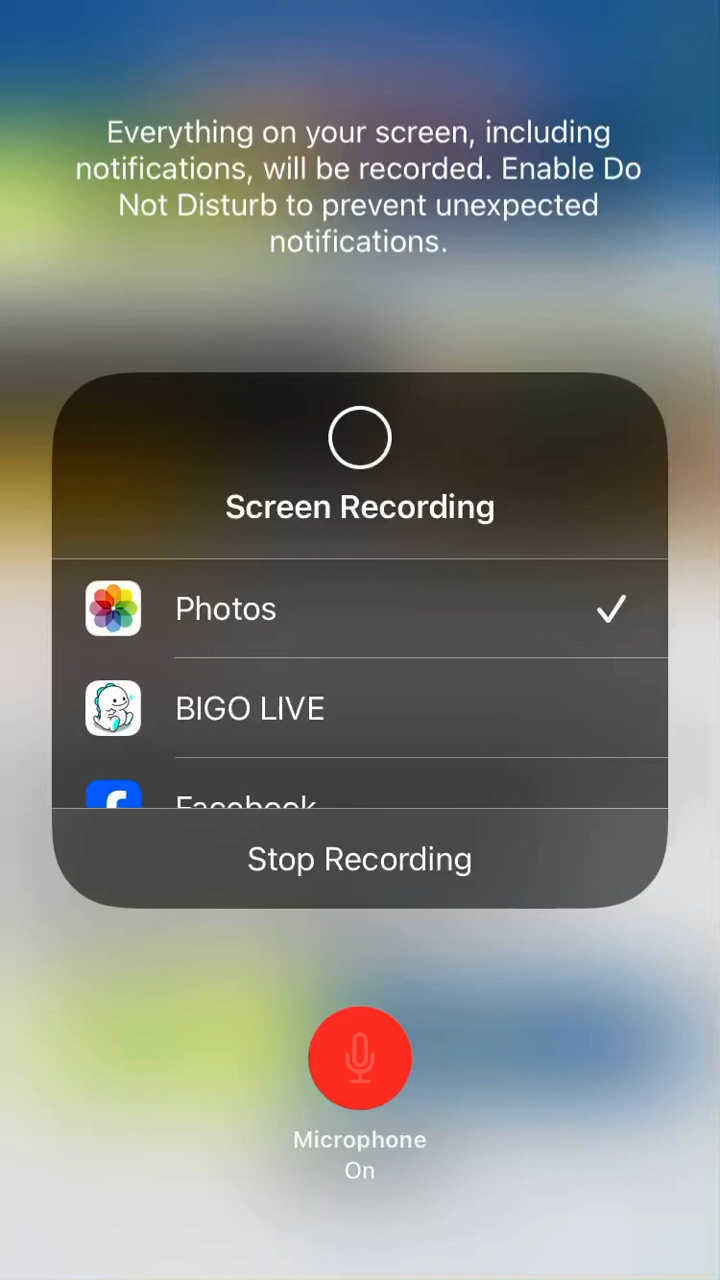 Everything on your screen, including
notifications, will be recorded. Enable Do
Not Disturb to prevent unexpected
notifications.
Screen Recording
Photos
BIGO LIVE
Facebook
Stop Recording
Microphone
On